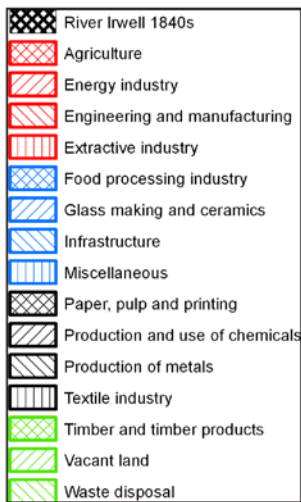 River Irwell 1840s
Agriculture
Energy industry
Engineering and manufacturing
Extractive industry
Food processing industry
Glass making and ceramics
Infrastructure
Miscellaneous
Paper, pulp and printing
Production and use of chemicals
Production of metals
Textile industry
Timber and timber products
Vacant land
Waste disposal